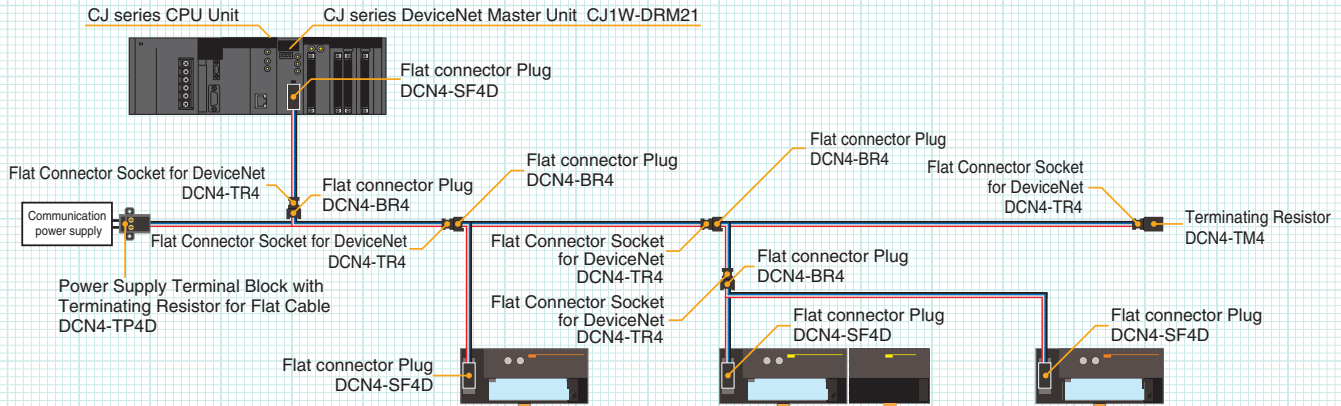 CJ series CPU Unit
CJ series DeviceNet Master Unit CJ1W-DRM21
Flat connector Plug
DCN4-SF4D
Flat Connector Socket for DeviceNet
DCN4-TR4
Flat connector Plug
DCN4-BR4
Flat connector Plug
DCN4-BR4
Flat connector Plug
DCN4-BR4
Flat Connector Socket
for DeviceNet
DCN4-TR4
Communication
power supply
Flat Connector Socket for DeviceNet
DCN4-TR4
Flat Connector Socket
for DeviceNet
DCN4-TR4
Flat connector Plug
DCN4-BR4
Terminating Resistor
DCN4-TM4
Power Supply Terminal Block with
Terminating Resistor for Flat Cable
DCN4-TP4D
Flat Connector Socket
for DeviceNet
DCN4-TR4
Flat connector Plug
DCN4-SF4D
Flat connector Plug
DCN4-SF4D
Flat connector Plug
DCN4-SF4D